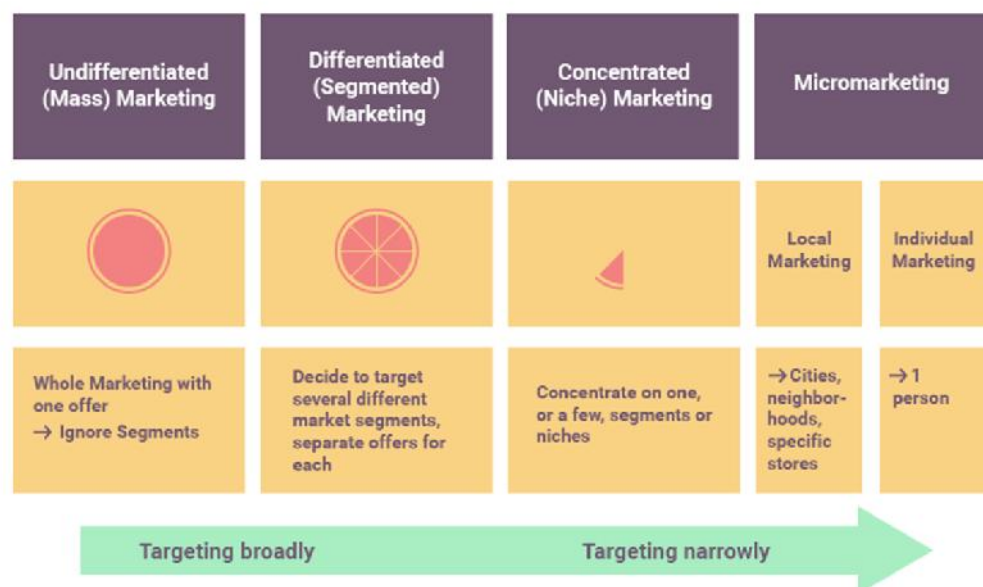 Undifferentiated
(Mass) Marketing
Differentiated
(Segmented)
Marketing
Concentrated
(Niche) Marketing
Micromarketing
Local
Marketing
Individual
Marketing
Whole Marketing with
one offer
→ Ignore Segments
Decide to target
several different
market segments,
separate offers for
each
Concentrate on one,
or a few, segments or
niches
→Cities,
neighbor-
hoods,
specific
stores
→ 1
person
Targeting broadly
Targeting narrowly